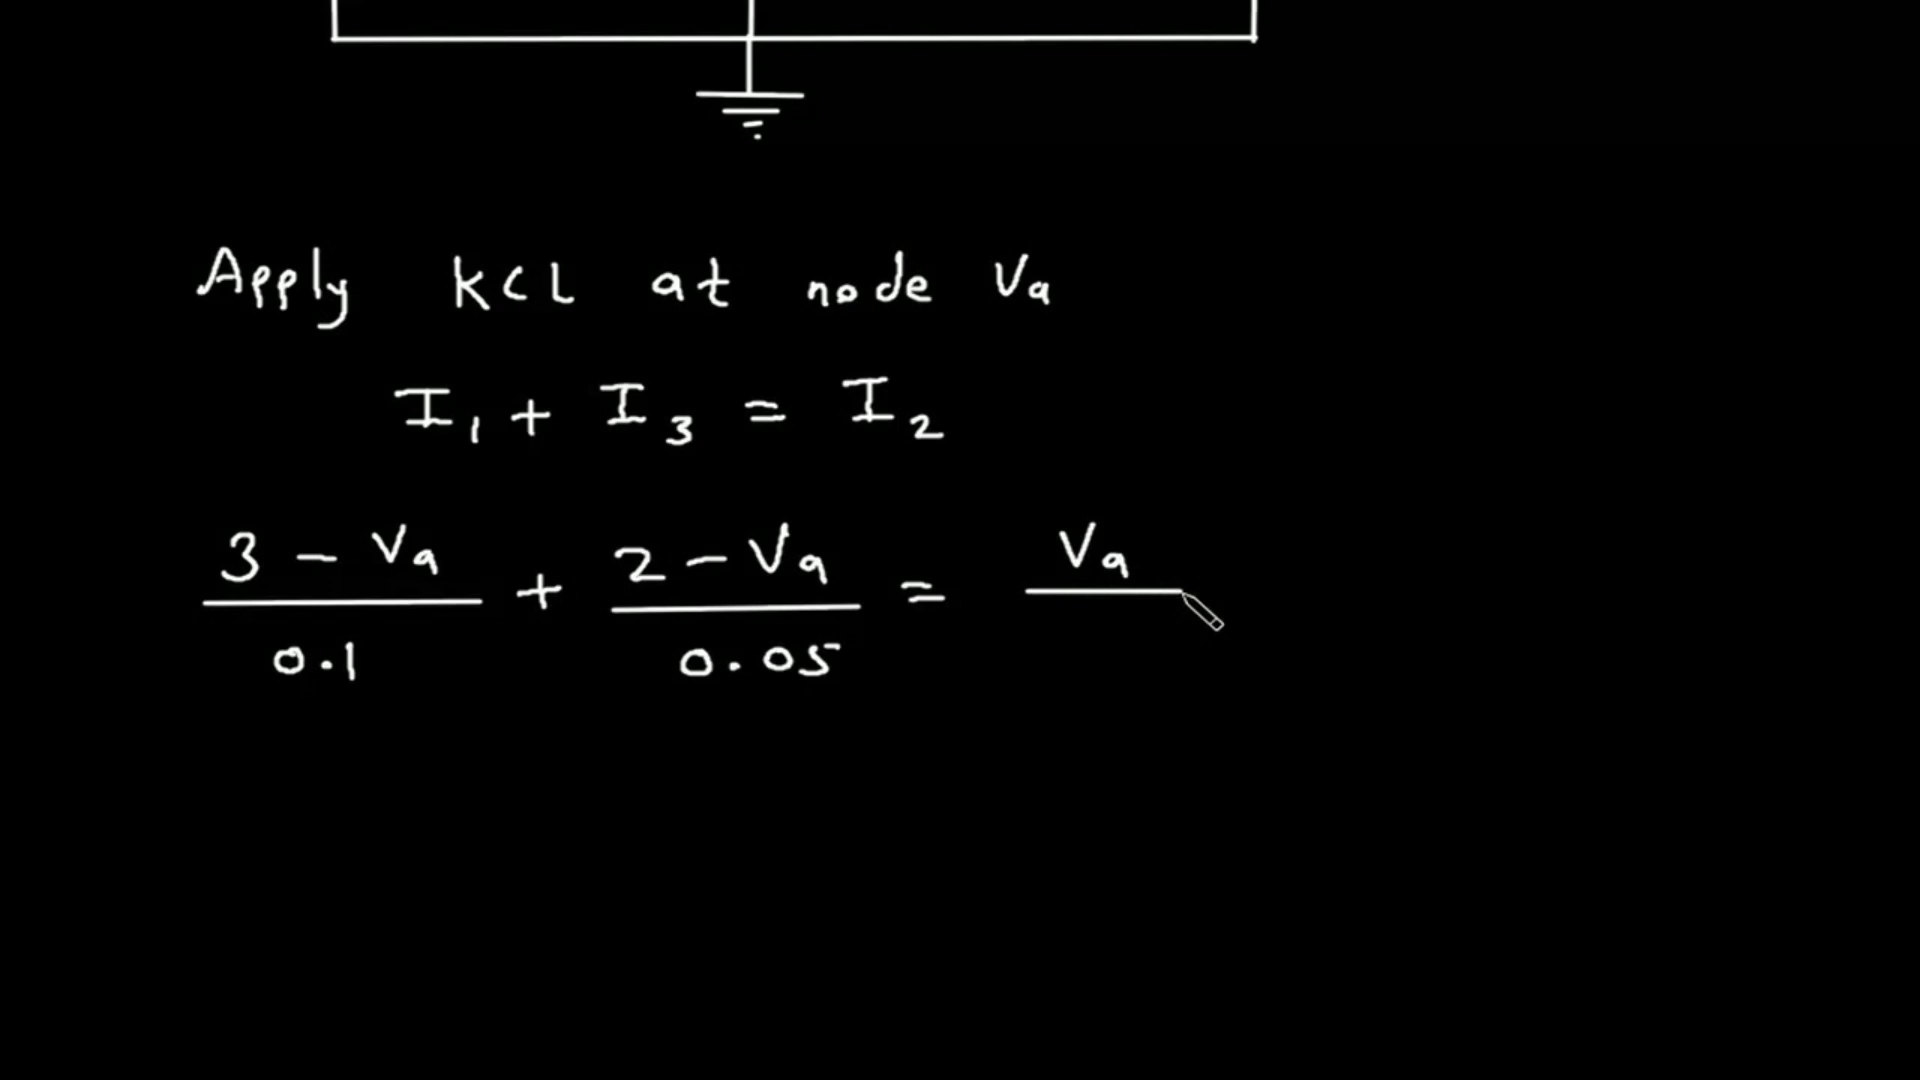 Apply KCL at node Va
I₁ + I₃ = I₂
3 - Va / 0.1 + 2 - Va / 0.05 = Va /